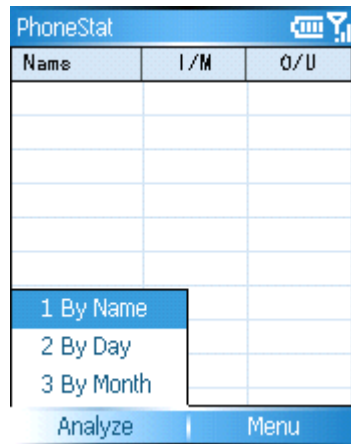 PhoneStat
Name I/M O/U
1 By Name
2 By Day
3 By Month
Analyze Menu